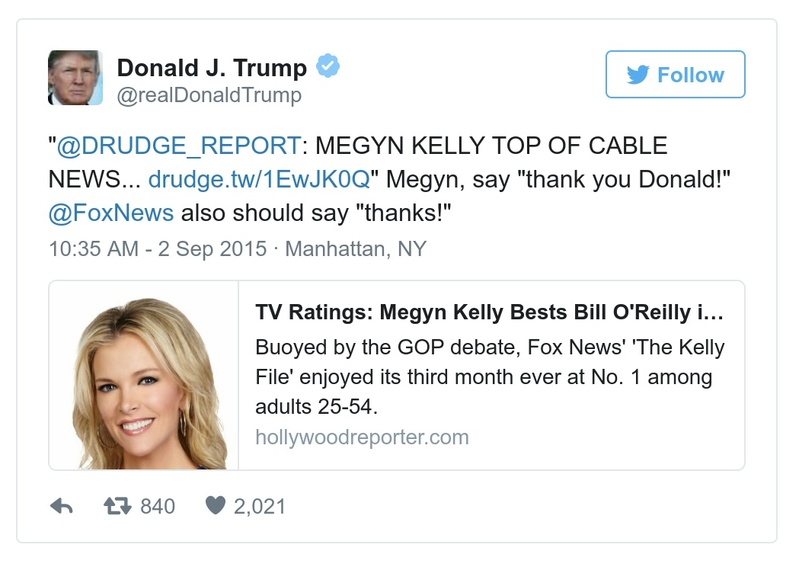 Donald J. Trump
Follow
@realDonaldTrump
"@DRUDGE_REPORT: MEGYN KELLY TOP OF CABLE
NEWS... drudge.tw/1EwJK0Q" Megyn, say "thank you Donald!"
@FoxNews also should say "thanks!"
10:35 AM - 2 Sep 2015 · Manhattan, NY
TV Ratings: Megyn Kelly Bests Bill O'Reilly i...
Buoyed by the GOP debate, Fox News' 'The Kelly
File' enjoyed its third month ever at No. 1 among
adults 25-54.
hollywoodreporter.com
840 2,021